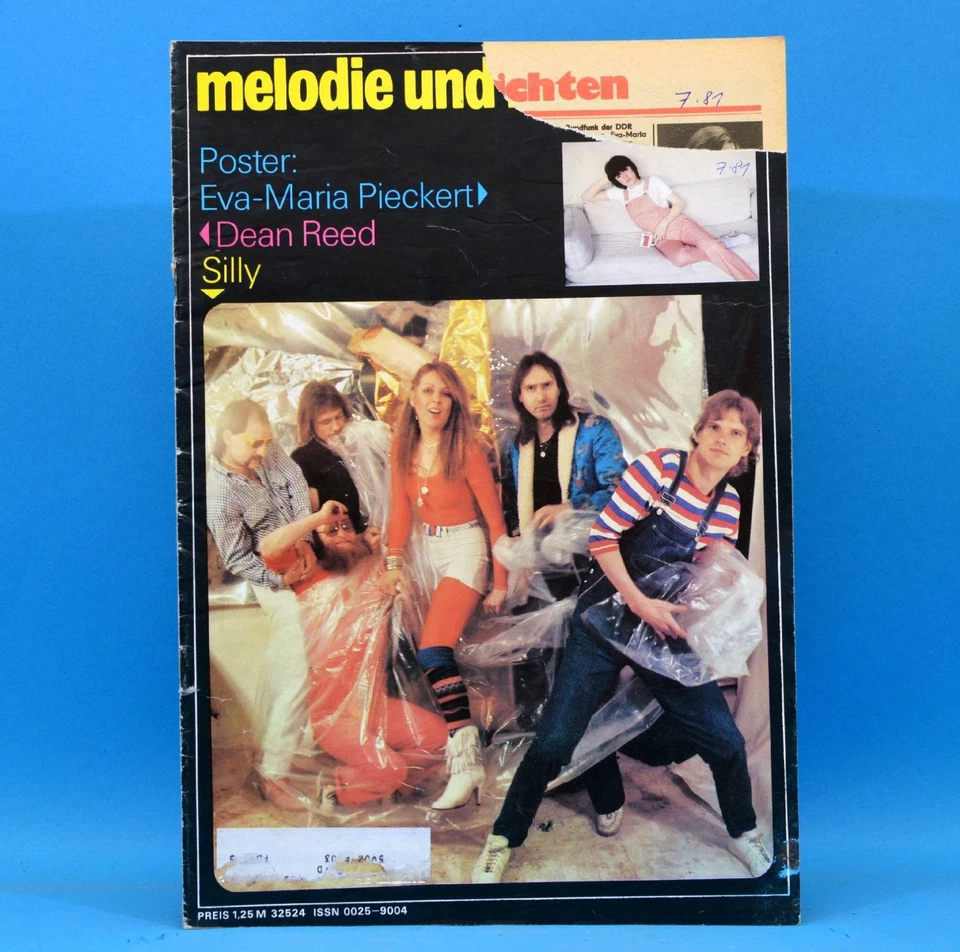 melodie und
ichten
7.81
Rundfunk der DDR
Eva-Maria
7.81
Poster:
Eva-Maria Pieckert
Dean Reed
Silly
PREIS 1,25 M 32524 ISSN 0025-9004